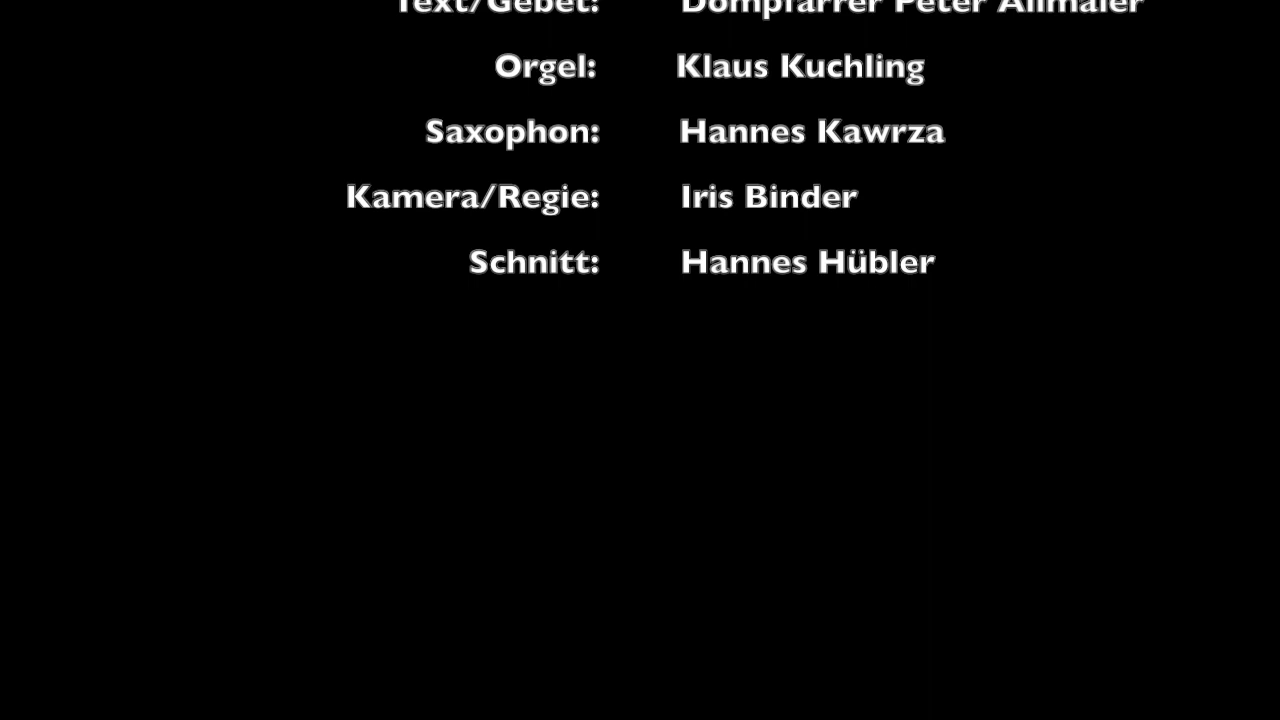 Text/Gebet: Dompfarrer Peter Allmaier
Orgel: Klaus Kuchling
Saxophon: Hannes Kawrza
Kamera/Regie: Iris Binder
Schnitt: Hannes Hübler